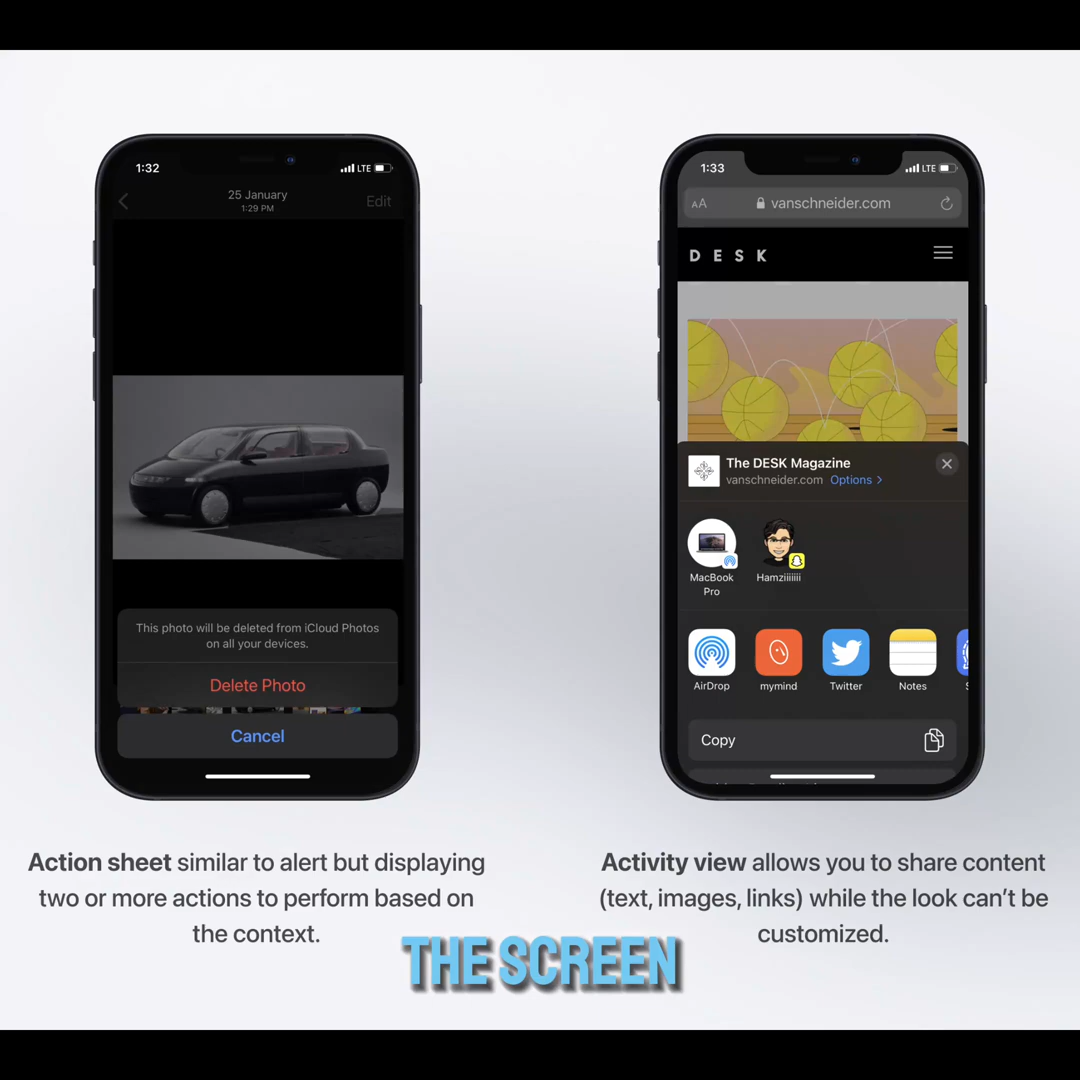 1:32
LTE
25 January
1:29 PM
Edit
This photo will be deleted from iCloud Photos
on all your devices.
Delete Photo
Cancel
Action sheet similar to alert but displaying
two or more actions to perform based on
the context.
1:33
LTE
AA
vanschneider.com
DESK
The DESK Magazine
vanschneider.com Options >
MacBook
Pro
Hamziiiiiii
AirDrop
mymind
Twitter
Notes
Copy
Activity view allows you to share content
(text, images, links) while the look can’t be
customized.
THE SCREEN